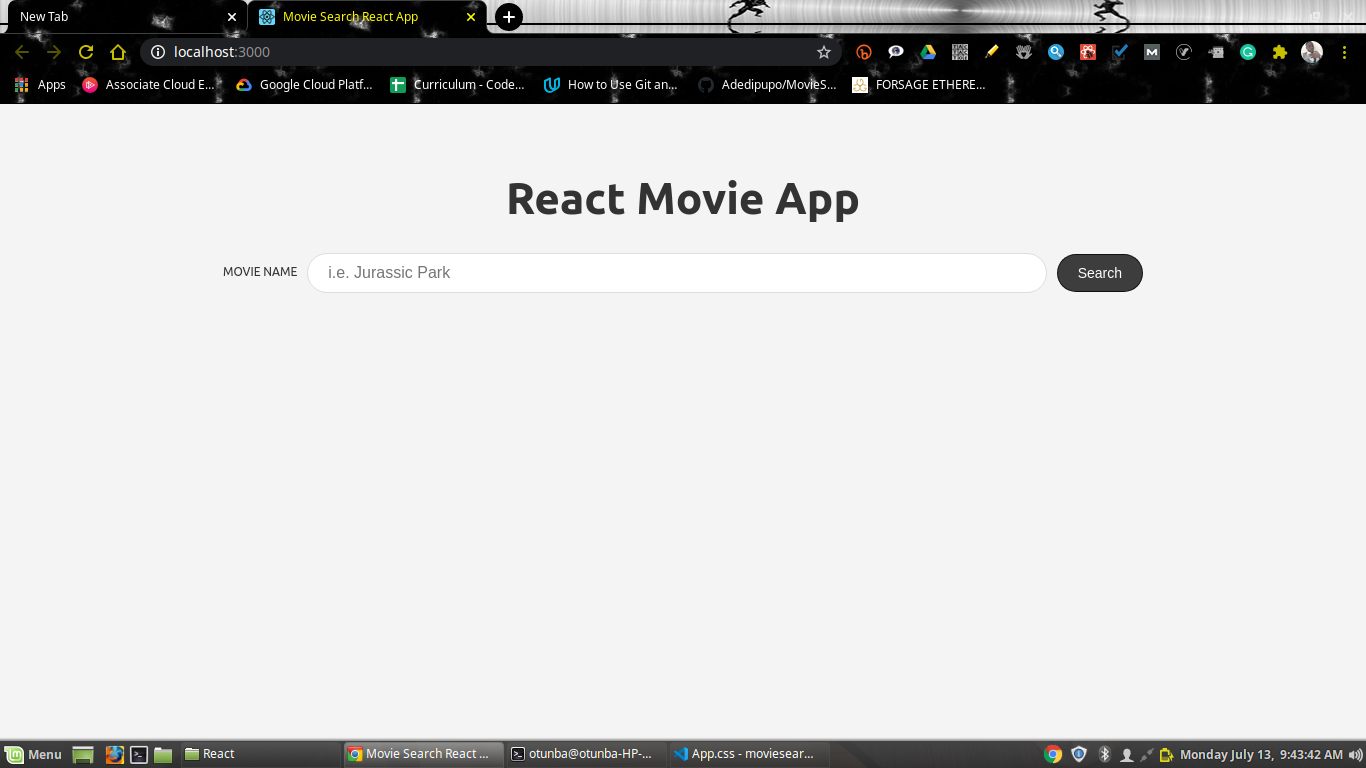 New Tab
Movie Search React App
localhost:3000
Apps
Associate Cloud E...
Google Cloud Platf...
Curriculum - Code...
How to Use Git an...
Adedipupo/MovieS...
FORSAGE ETHERE...
React Movie App
MOVIE NAME
i.e. Jurassic Park
Search
Menu
React
Movie Search React ...
otunba@otunba-HP-...
App.css - moviesear...
Monday July 13, 9:43:42 AM